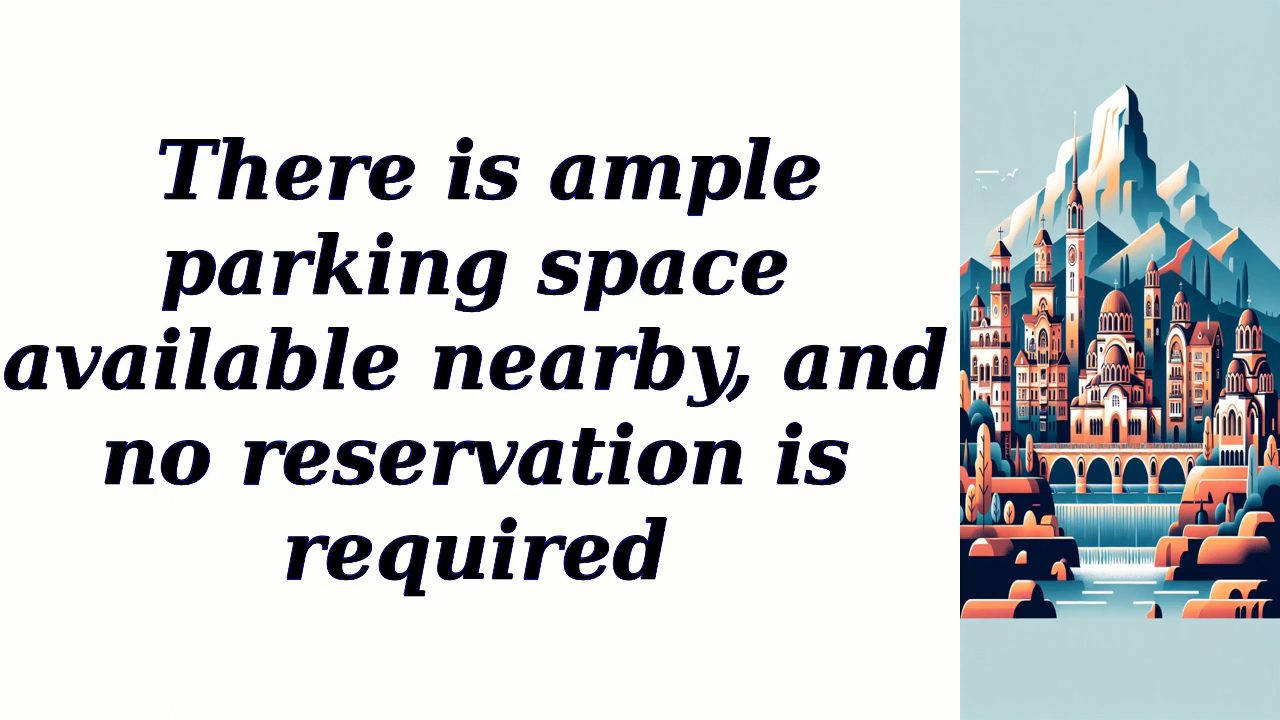 There is ample
parking space
available nearby, and
no reservation is
required